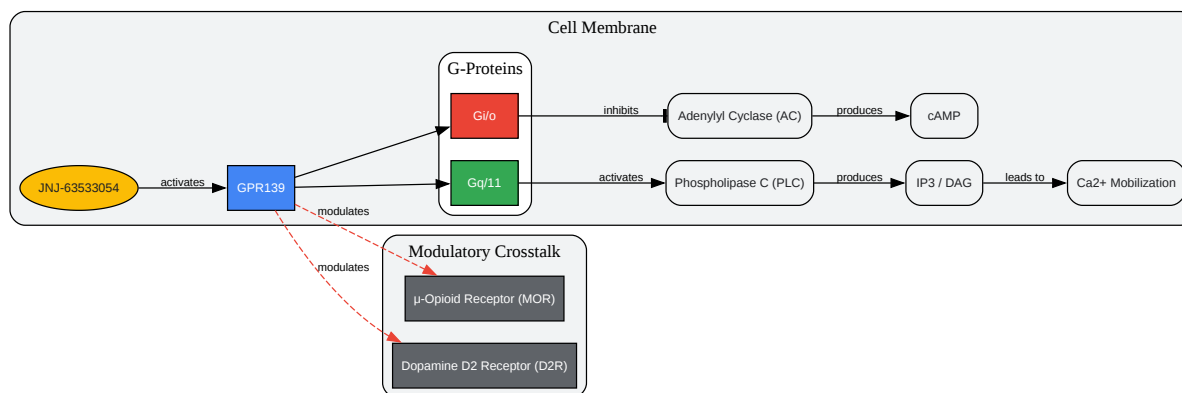 Cell Membrane
G-Proteins
Gi/o
inhibits
Adenylyl Cyclase (AC)
produces
cAMP
JNJ-63533054
activates
GPR139
Gq/11
activates
Phospholipase C (PLC)
produces
IP3 / DAG
leads to
Ca2+ Mobilization
modulates
modulates
Modulatory Crosstalk
μ-Opioid Receptor (MOR)
Dopamine D2 Receptor (D2R)